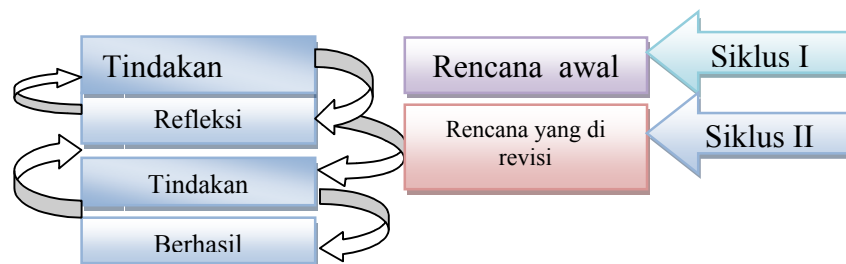 Tindakan
Refleksi
Tindakan
Berhasil
Rencana awal
Rencana yang di
revisi
Siklus I
Siklus II